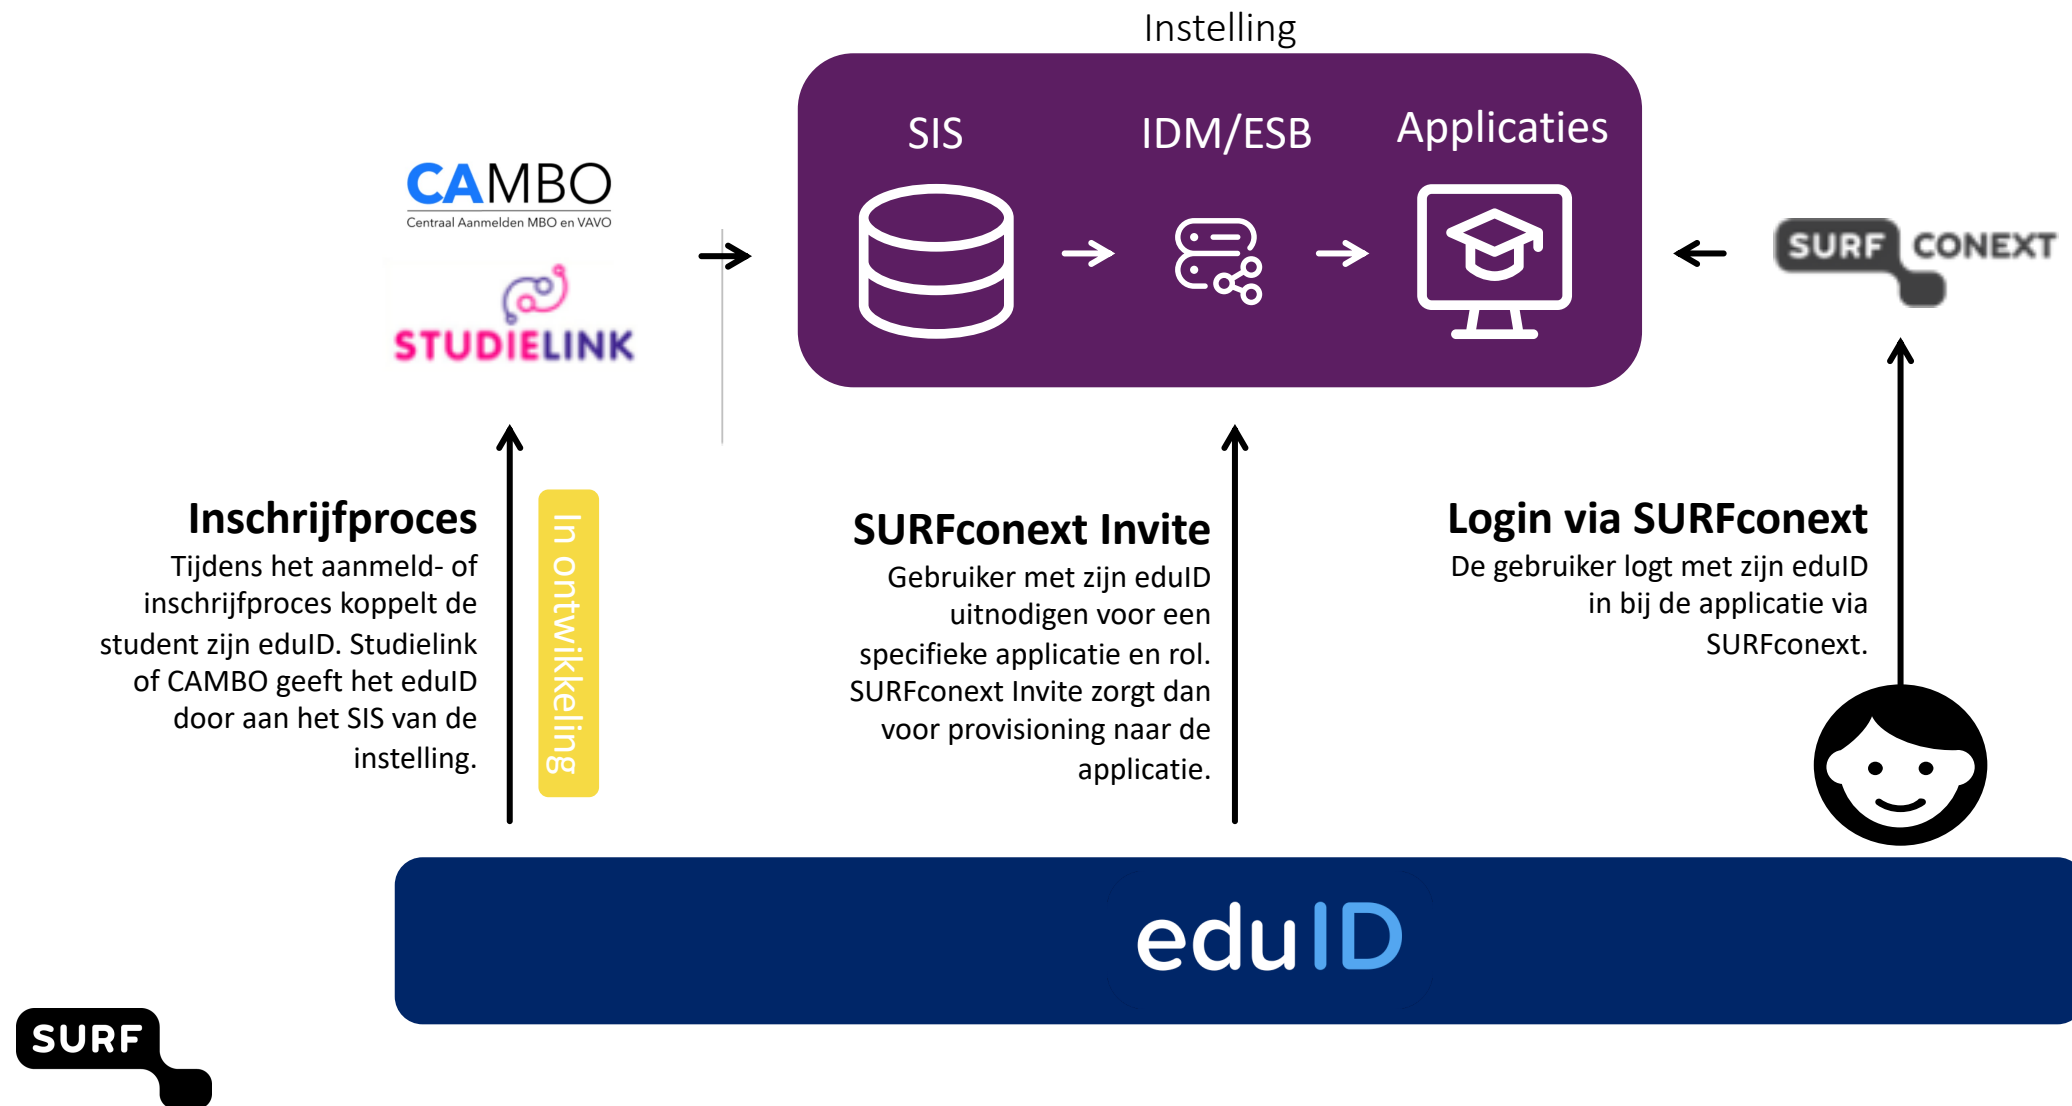 Instelling
SIS
IDM/ESB
Applicaties
CAMBO
Centraal Aanmelden MBO en VAVO
STUDIELINK
SURF CONEXT
Inschrijfproces
Tijdens het aanmeld- of
inschrijfproces koppelt de
student zijn eduID. Studielink
of CAMBO geeft het eduID
door aan het SIS van de
instelling.
In ontwikkeling
SURFconext Invite
Gebruiker met zijn eduID
uitnodigen voor een
specifieke applicatie en rol.
SURFconext Invite zorgt dan
voor provisioning naar de
applicatie.
Login via SURFconext
De gebruiker logt met zijn eduID
in bij de applicatie via
SURFconext.
eduID
SURF